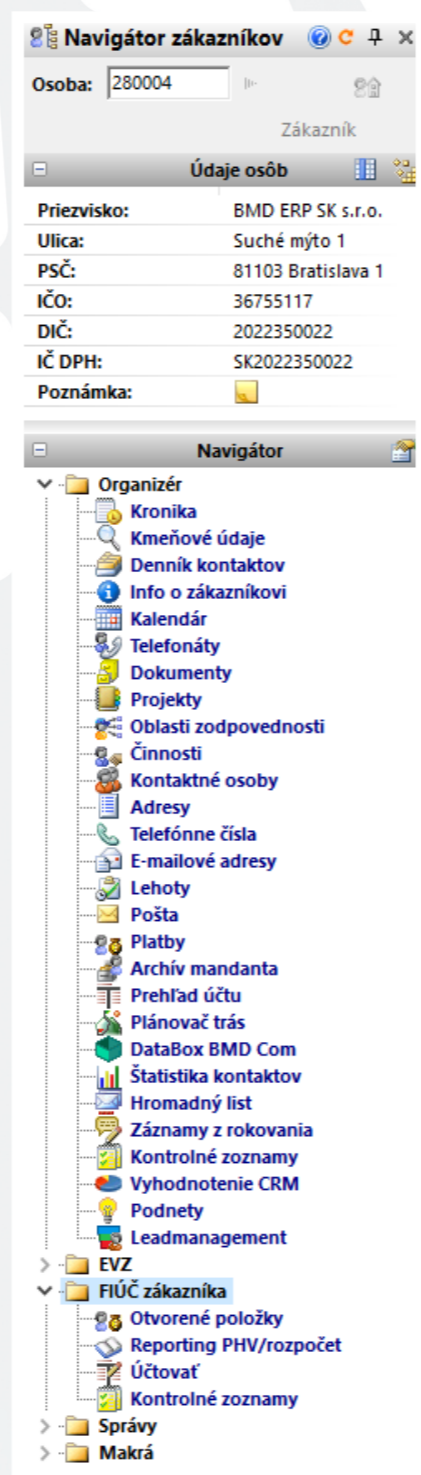 Navigátor zákazníkov
Osoba: 280004
Zákazník
Údaje osôb
Priezvisko: BMD ERP SK s.r.o.
Ulica: Suché mýto 1
PSČ: 81103 Bratislava 1
IČO: 36755117
DIČ: 2022350022
IČ DPH: SK2022350022
Poznámka:
Navigátor
Organizér
Kronika
Kmeňové údaje
Denník kontaktov
Info o zákazníkovi
Kalendár
Telefonáty
Dokumenty
Projekty
Oblasti zodpovednosti
Činnosti
Kontaktné osoby
Adresy
Telefónne čísla
E-mailové adresy
Lehoty
Pošta
Platby
Archív mandanta
Prehľad účtu
Plánovač trás
DataBox BMD Com
Štatistika kontaktov
Hromadný list
Záznamy z rokovania
Kontrolné zoznamy
Vyhodnotenie CRM
Podnety
Leadmanagement
EVZ
FIÚČ zákazníka
Otvorené položky
Reporting PHV/rozpočet
Účtovať
Kontrolné zoznamy
Správy
Makrá